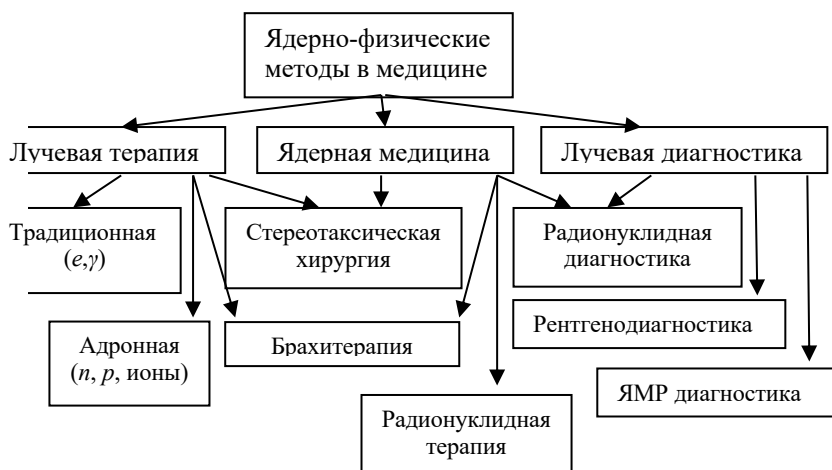 Ядерно-физические
методы в медицине
Лучевая терапия
Ядерная медицина
Лучевая диагностика
Традиционная
(e,γ)
Стереотаксическая
хирургия
Радионуклидная
диагностика
Рентгенодиагностика
Адронная
(n, p, ионы)
Брахитерапия
ЯМР диагностика
Радионуклидная
терапия